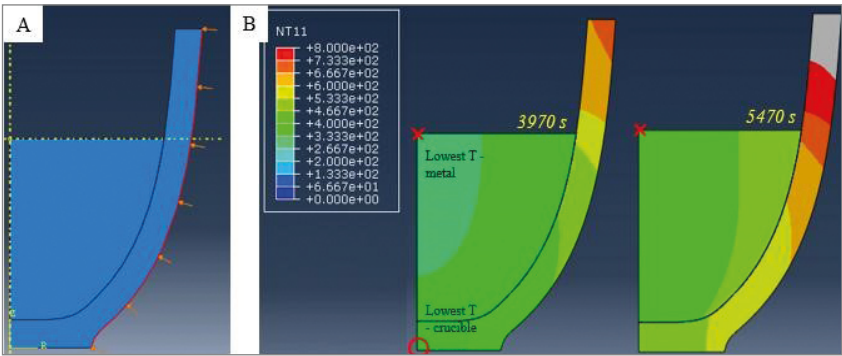 A
B
NT11
+8.000e+02
+7.333e+02
+6.667e+02
+6.000e+02
+5.333e+02
+4.667e+02
+4.000e+02
+3.333e+02
+2.667e+02
+2.000e+02
+1.333e+02
+6.667e+01
+0.000e+00
3970 s
5470 s
Lowest T -
metal
Lowest T
- crucible
R